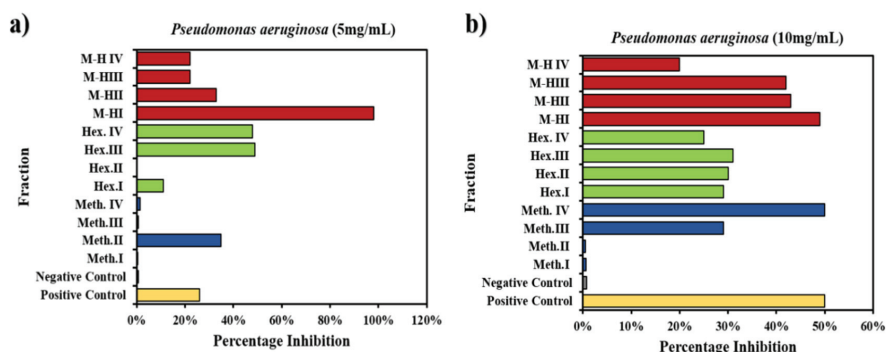 a)
Pseudomonas aeruginosa (5mg/mL)
Fraction
M-H IV
M-HIII
M-HII
M-HI
Hex. IV
Hex.III
Hex.II
Hex.I
Meth. IV
Meth.III
Meth.II
Meth.I
Negative Control
Positive Control
0% 20% 40% 60% 80% 100% 120%
Percentage Inhibition
b)
Pseudomonas aeruginosa (10mg/mL)
Fraction
M-H IV
M-HIII
M-HII
M-HI
Hex. IV
Hex.III
Hex.II
Hex.I
Meth. IV
Meth.III
Meth.II
Meth.I
Negative Control
Positive Control
0% 10% 20% 30% 40% 50% 60%
Percentage Inhibition